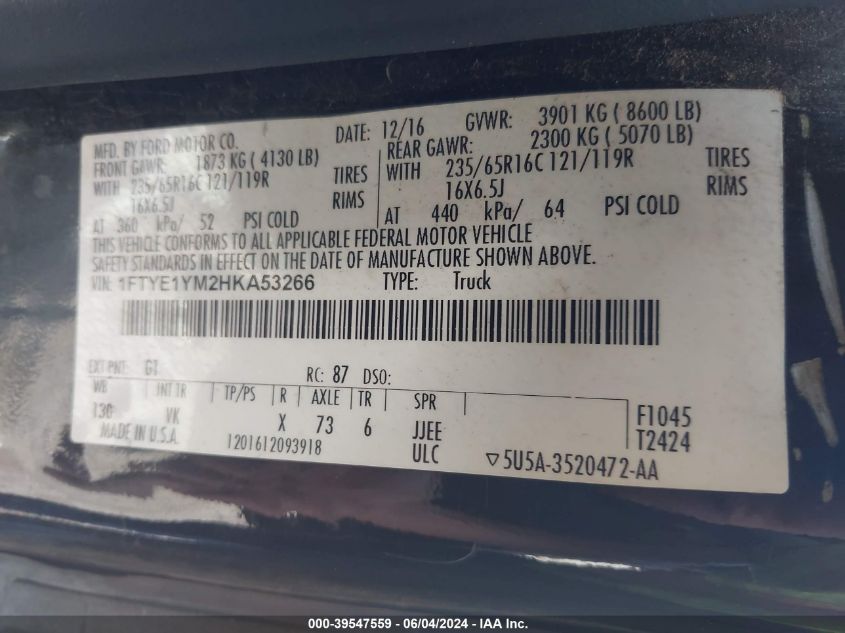 MFD. BY FORD MOTOR CO. DATE: 12/16 GVWR: 3901 KG ( 8600 LB)
FRONT GAWR: 1873 KG ( 4130 LB) REAR GAWR: 2300 KG ( 5070 LB)
WITH 235/65R16C 121/119R TIRES WITH 235/65R16C 121/119R TIRES
16X6.5J RIMS 16X6.5J RIMS
AT 360 kPa/ 52 PSI COLD AT 440 kPa/ 64 PSI COLD
THIS VEHICLE CONFORMS TO ALL APPLICABLE FEDERAL MOTOR VEHICLE
SAFETY STANDARDS IN EFFECT ON THE DATE OF MANUFACTURE SHOWN ABOVE.
VIN: 1FTYE1YM2HKA53266 TYPE: Truck
EXT PNT: G1 RC: 87 DSO:
WB INT TR TP/PS R AXLE TR SPR
130 VK X 73 6 JJEE F1045
MADE IN U.S.A. 1201612093918 ULC T2424
▽5U5A-3520472-AA
000-39547559 - 06/04/2024 - IAA Inc.